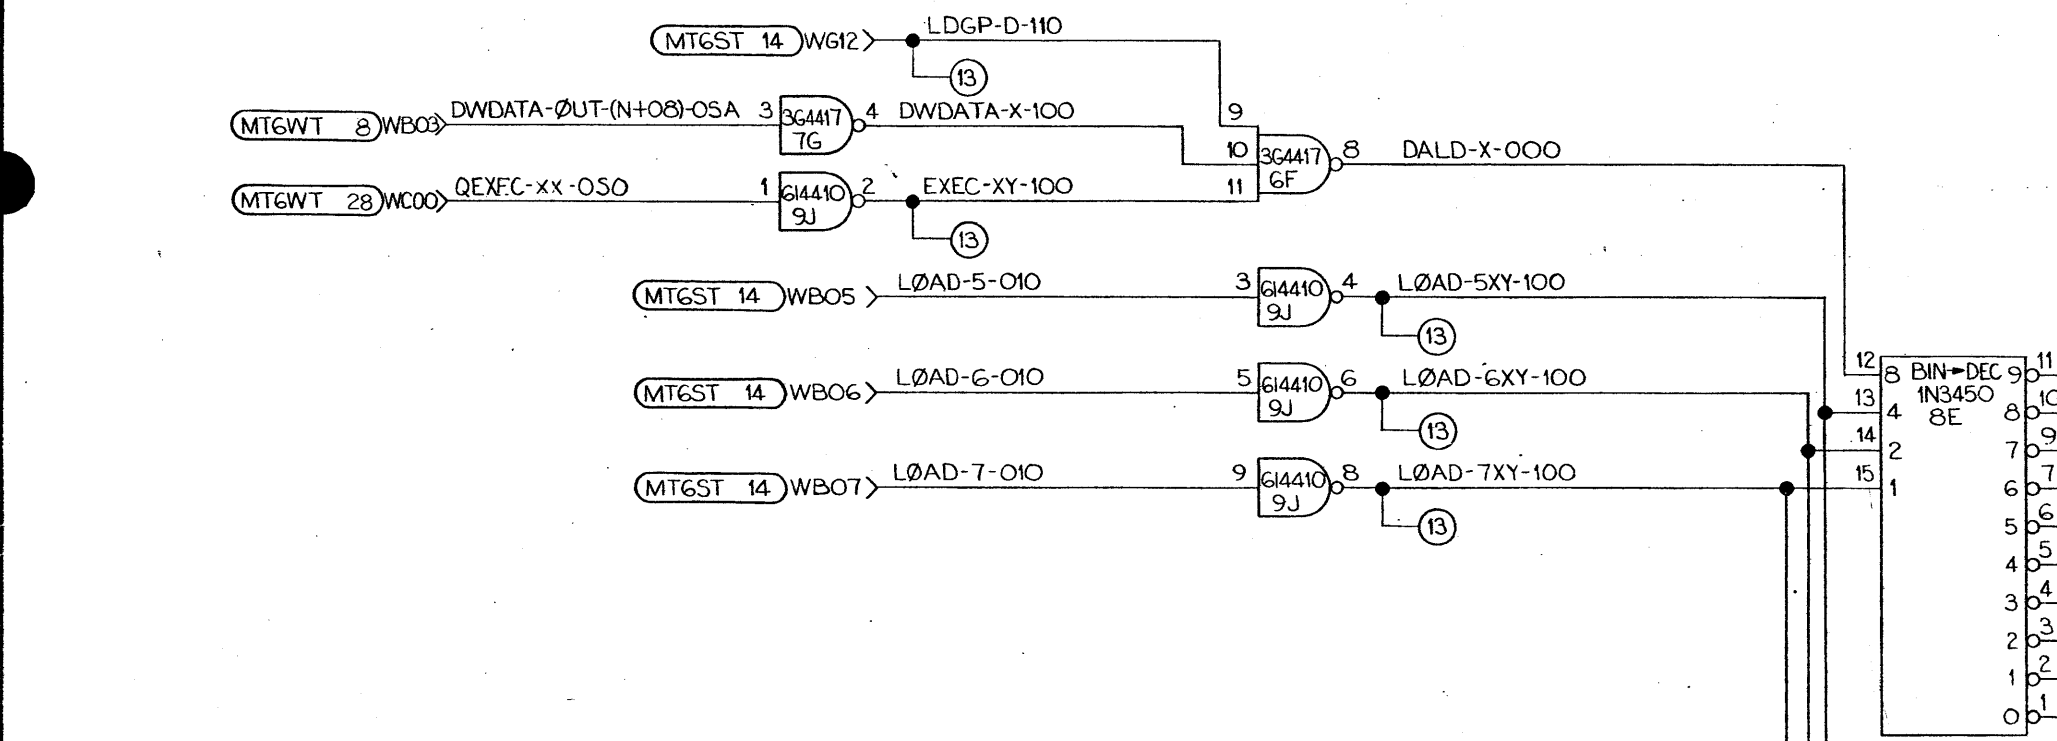 MT6ST 14 WG12 LDGP-D-110
13
MT6WT 8 WB03 DWDATA-ØUT-(N+08)-0SA 3 3G4417 7G 4 DWDATA-X-100
9
10
11
3G4417 6F 8 DALD-X-000
MT6WT 28 WC00 QEXEC-XX-0S0 1 6I4410 9J 2 EXEC-XY-100
13
MT6ST 14 WB05 LØAD-5-010 3 6I4410 9J 4 LØAD-5XY-100
13
MT6ST 14 WB06 LØAD-6-010 5 6I4410 9J 6 LØAD-6XY-100
13
MT6ST 14 WB07 LØAD-7-010 9 6I4410 9J 8 LØAD-7XY-100
13
BIN→DEC
1N3450
8E
12 8 9 11
13 4 8 10
14 2 7 9
15 1 6 7
5 6
4 5
3 4
2 3
1 2
0 1